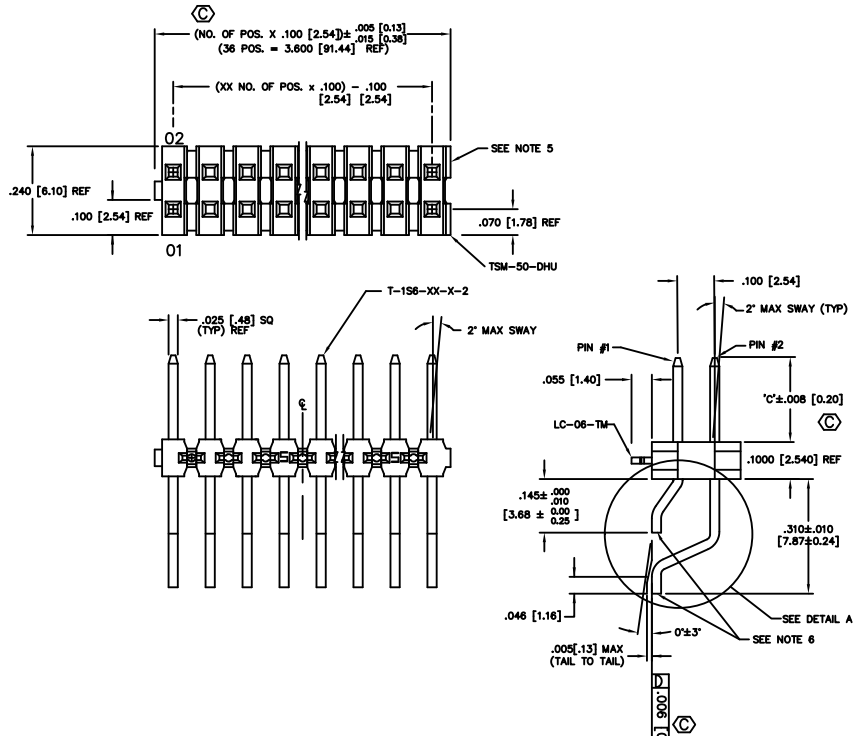 C
(NO. OF POS. X .100 [2.54])± .005 [0.13]
.015 [0.38]
(36 POS. = 3.600 [91.44] REF)
(XX NO. OF POS. x .100) - .100
[2.54] [2.54]
02
SEE NOTE 5
.240 [6.10] REF
.100 [2.54] REF
.070 [1.78] REF
01
TSM-50-DHU
T-1S6-XX-X-2
.025 [.48] SQ
(TYP) REF
2° MAX SWAY
.100 [2.54]
2° MAX SWAY (TYP)
PIN #1
PIN #2
.055 [1.40]
'C'±.008 [0.20]
C
LC-06-TM
.1000 [2.540] REF
.145± .000
.010
[3.68 ± 0.00
0.25 ]
.310±.010
[7.87±0.24]
.046 [1.16]
SEE DETAIL A
0°±3°
SEE NOTE 6
.005[.13] MAX
(TAIL TO TAIL)
.006
C